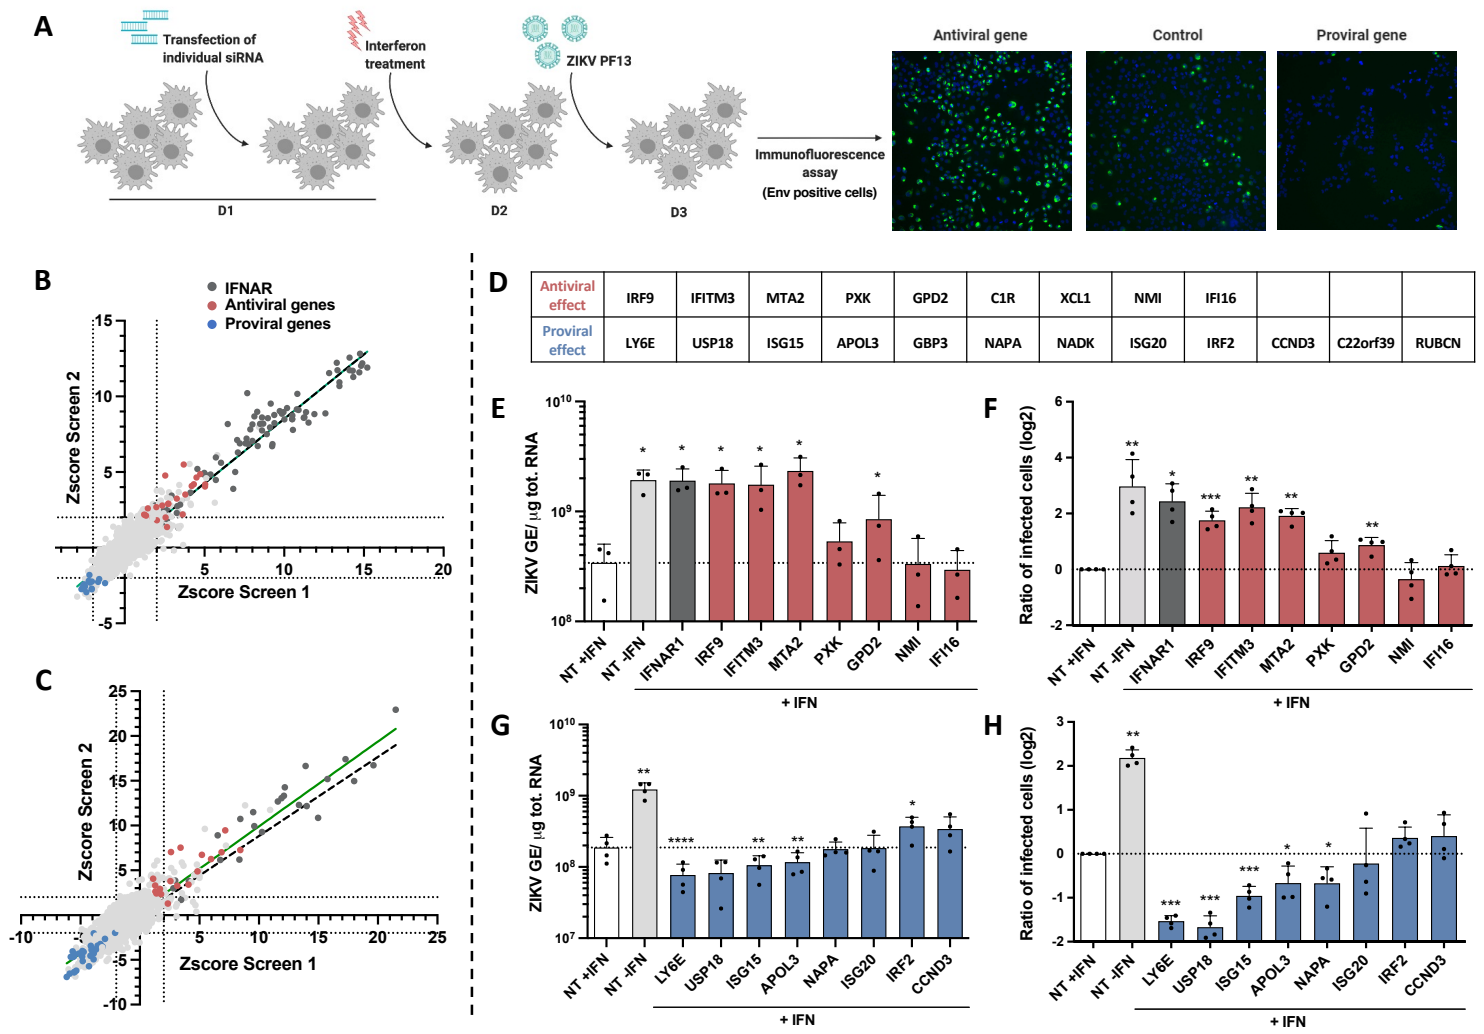 A
Transfection of
individual siRNA
Interferon
treatment
ZIKV PF13
D1
D2
D3
Immunofluorescence
assay
(Env positive cells)
Antiviral gene
Control
Proviral gene
B
IFNAR
Antiviral genes
Proviral genes
Zscore Screen 2
15
10
5
-5
5
10
15
20
Zscore Screen 1
C
Zscore Screen 2
25
20
15
10
5
-5
-10
-10
5
10
15
20
25
Zscore Screen 1
D
Antiviral effect IRF9 IFITM3 MTA2 PXK GPD2 C1R XCL1 NMI IFI16
Proviral effect LY6E USP18 ISG15 APOL3 GBP3 NAPA NADK ISG20 IRF2 CCND3 C22orf39 RUBCN
E
ZIKV GE/ µg tot. RNA
10^10
10^9
10^8
* * * * * *
NT +IFN NT -IFN IFNAR1 IRF9 IFITM3 MTA2 PXK GPD2 NMI IFI16
+ IFN
F
Ratio of infected cells (log2)
6
4
2
0
-2
** * *** ** ** **
NT +IFN NT -IFN IFNAR1 IRF9 IFITM3 MTA2 PXK GPD2 NMI IFI16
+ IFN
G
ZIKV GE/ µg tot. RNA
10^10
10^9
10^8
10^7
** **** ** ** *
NT +IFN NT -IFN LY6E USP18 ISG15 APOL3 NAPA ISG20 IRF2 CCND3
+ IFN
H
Ratio of infected cells (log2)
3
2
1
0
-1
-2
** *** *** *** * *
NT +IFN NT -IFN LY6E USP18 ISG15 APOL3 NAPA ISG20 IRF2 CCND3
+ IFN